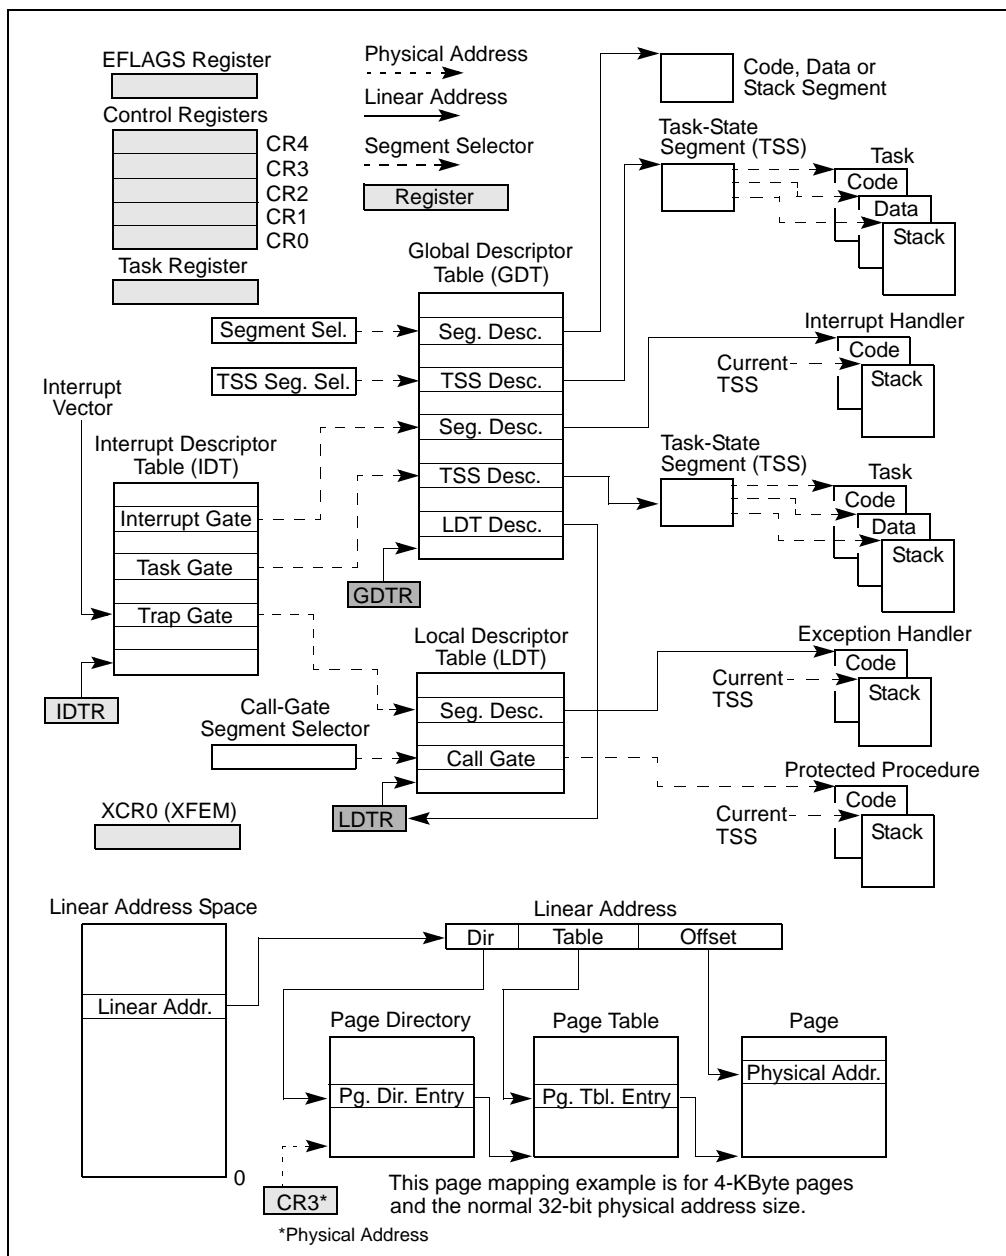 EFLAGS Register
Control Registers
CR4
CR3
CR2
CR1
CR0
Task Register
Physical Address
Linear Address
Segment Selector
Register
Code, Data or
Stack Segment
Task-State
Segment (TSS)
Task
Code
Data
Stack
Global Descriptor
Table (GDT)
Segment Sel.
Seg. Desc.
TSS Seg. Sel.
TSS Desc.
Seg. Desc.
TSS Desc.
LDT Desc.
GDTR
Interrupt Handler
Code
Current
TSS
Stack
Interrupt
Vector
Interrupt Descriptor
Table (IDT)
Interrupt Gate
Task Gate
Trap Gate
IDTR
Task-State
Segment (TSS)
Task
Code
Data
Stack
Local Descriptor
Table (LDT)
Seg. Desc.
Call Gate
Call-Gate
Segment Selector
LDTR
XCR0 (XFEM)
Exception Handler
Code
Current
TSS
Stack
Protected Procedure
Code
Current
TSS
Stack
Linear Address Space
Linear Addr.
0
Linear Address
Dir
Table
Offset
Page Directory
Pg. Dir. Entry
Page Table
Pg. Tbl. Entry
Page
Physical Addr.
CR3*
*Physical Address
This page mapping example is for 4-KByte pages
and the normal 32-bit physical address size.